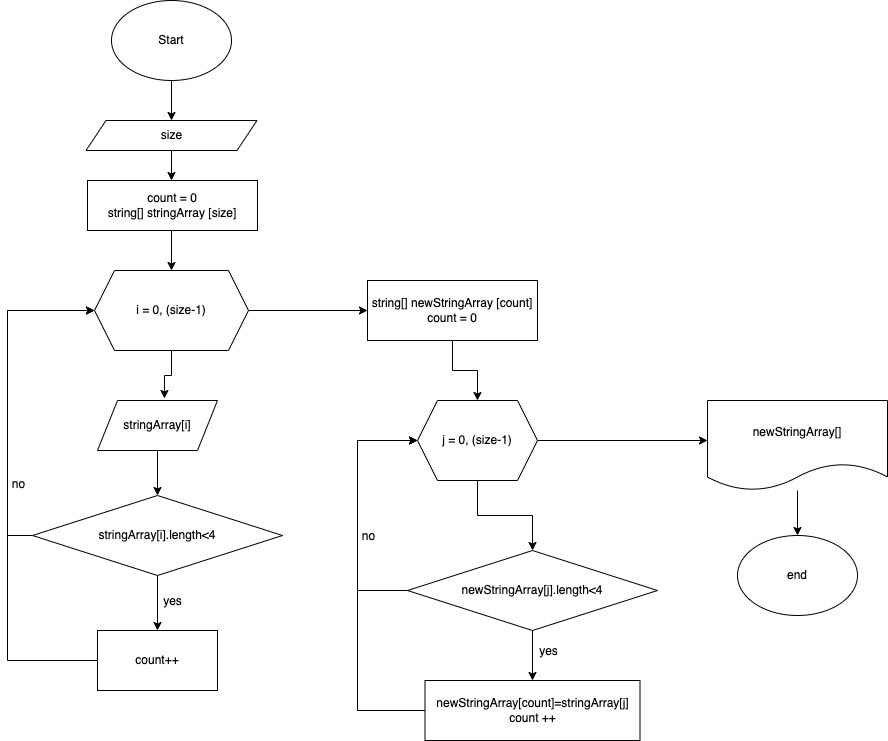 Start
size
count = 0
string[] stringArray [size]
i = 0, (size-1)
stringArray[i]
no
stringArray[i].length<4
yes
count++
string[] newStringArray [count]
count = 0
j = 0, (size-1)
no
newStringArray[j].length<4
yes
newStringArray[count]=stringArray[j]
count ++
newStringArray[]
end